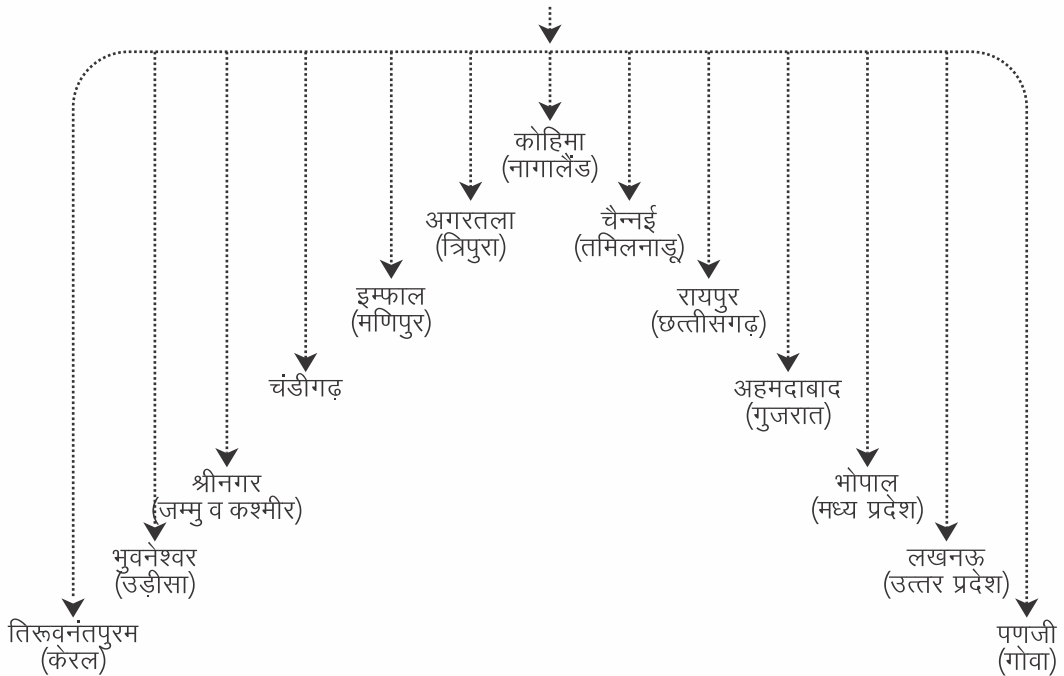 कोहिमा
(नागालैंड)
अगरतला
(त्रिपुरा)
चैन्नई
(तमिलनाडू)
इम्फाल
(मणिपुर)
रायपुर
(छत्तीसगढ़)
चंडीगढ़
अहमदाबाद
(गुजरात)
श्रीनगर
(जम्मु व कश्मीर)
भोपाल
(मध्य प्रदेश)
भुवनेश्वर
(उड़ीसा)
लखनऊ
(उत्तर प्रदेश)
तिरूवनंतपुरम
(केरल)
पणजी
(गोवा)